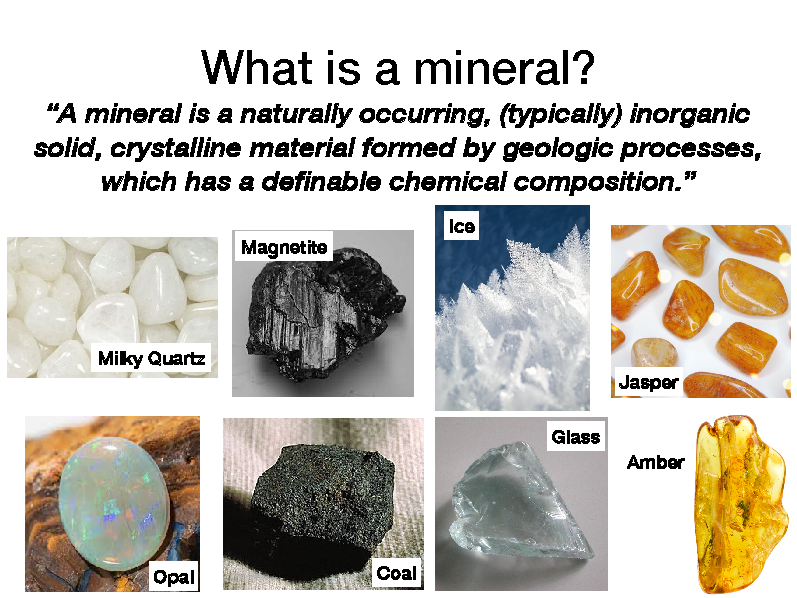 What is a mineral?
“A mineral is a naturally occurring, (typically) inorganic
solid, crystalline material formed by geologic processes,
which has a definable chemical composition.”
Milky Quartz
Magnetite
Ice
Jasper
Opal
Coal
Glass
Amber